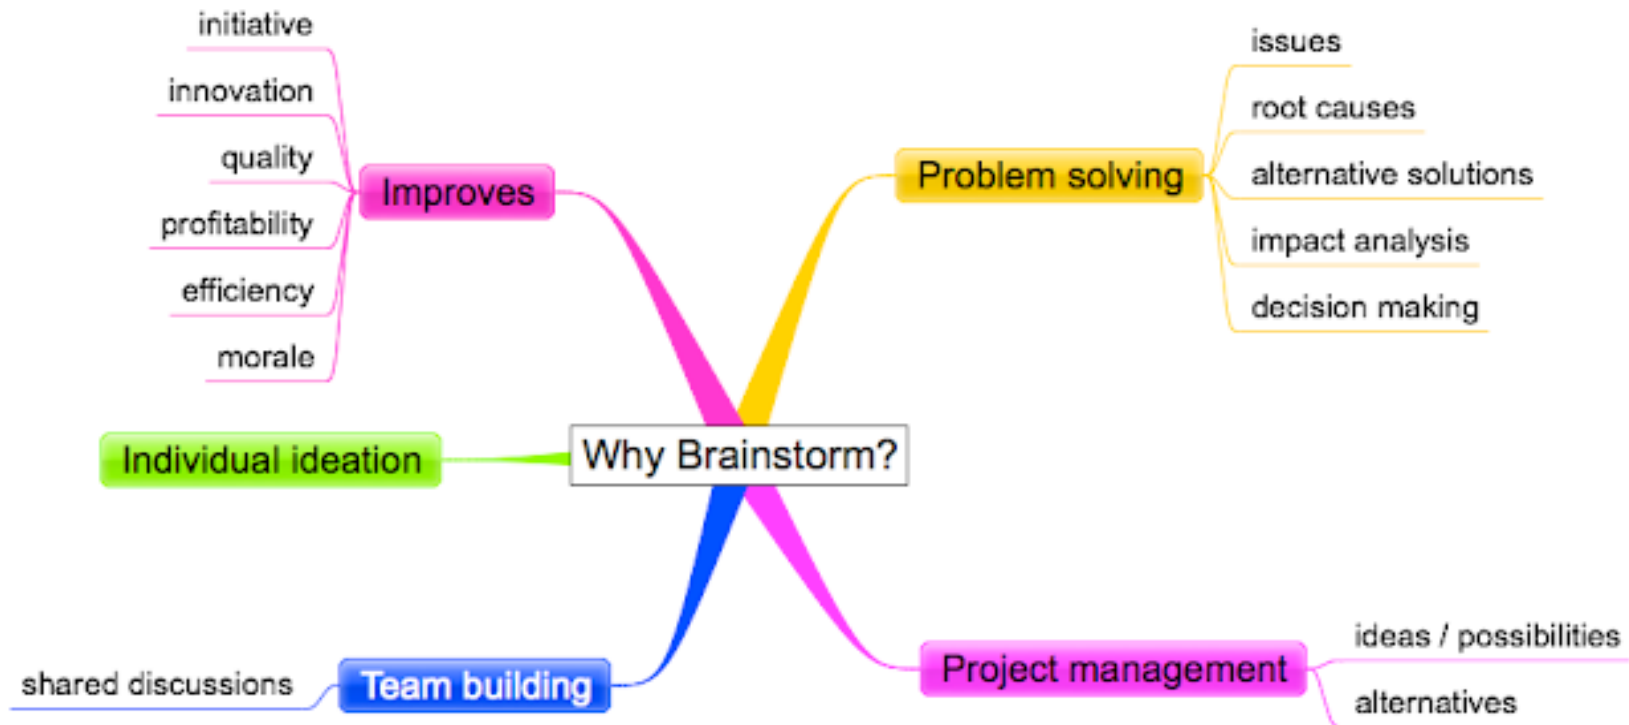 initiative
innovation
quality
profitability
efficiency
morale
Improves
Problem solving
issues
root causes
alternative solutions
impact analysis
decision making
Individual ideation
Why Brainstorm?
shared discussions
Team building
Project management
ideas / possibilities
alternatives